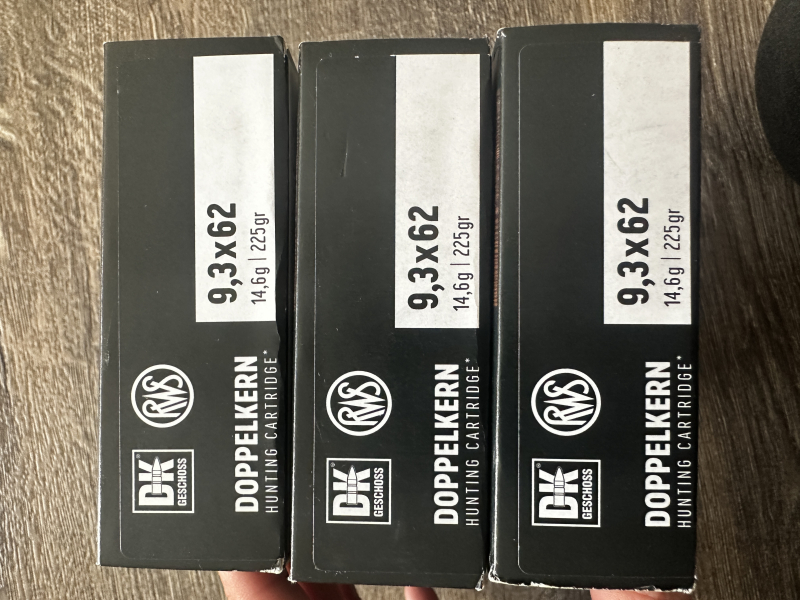 DK
GESCHOSS
RWS
DOPPELKERN
HUNTING CARTRIDGE*
9,3x62
14,6g | 225gr
DK
GESCHOSS
RWS
DOPPELKERN
HUNTING CARTRIDGE*
9,3x62
14,6g | 225gr
DK
GESCHOSS
RWS
DOPPELKERN
HUNTING CARTRIDGE*
9,3x62
14,6g | 225gr